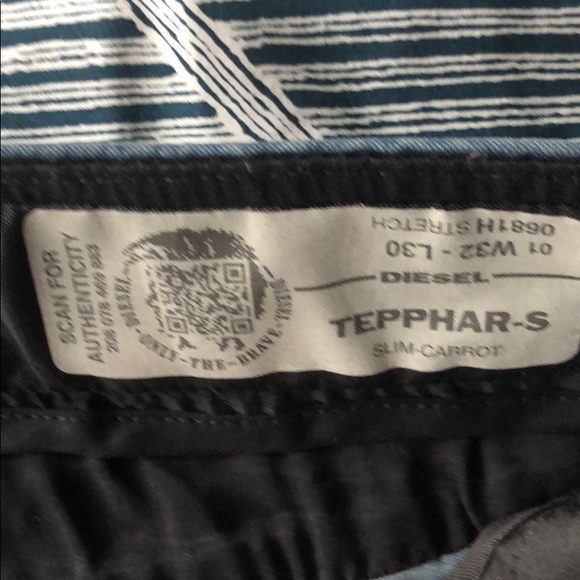 SCAN FOR
AUTHENTICITY
DIESEL
ONLY-THE-BRAVE
DIESEL
TEPPHAR-S
SLIM-CARROT
01 W32 - L30
0681H STRETCH